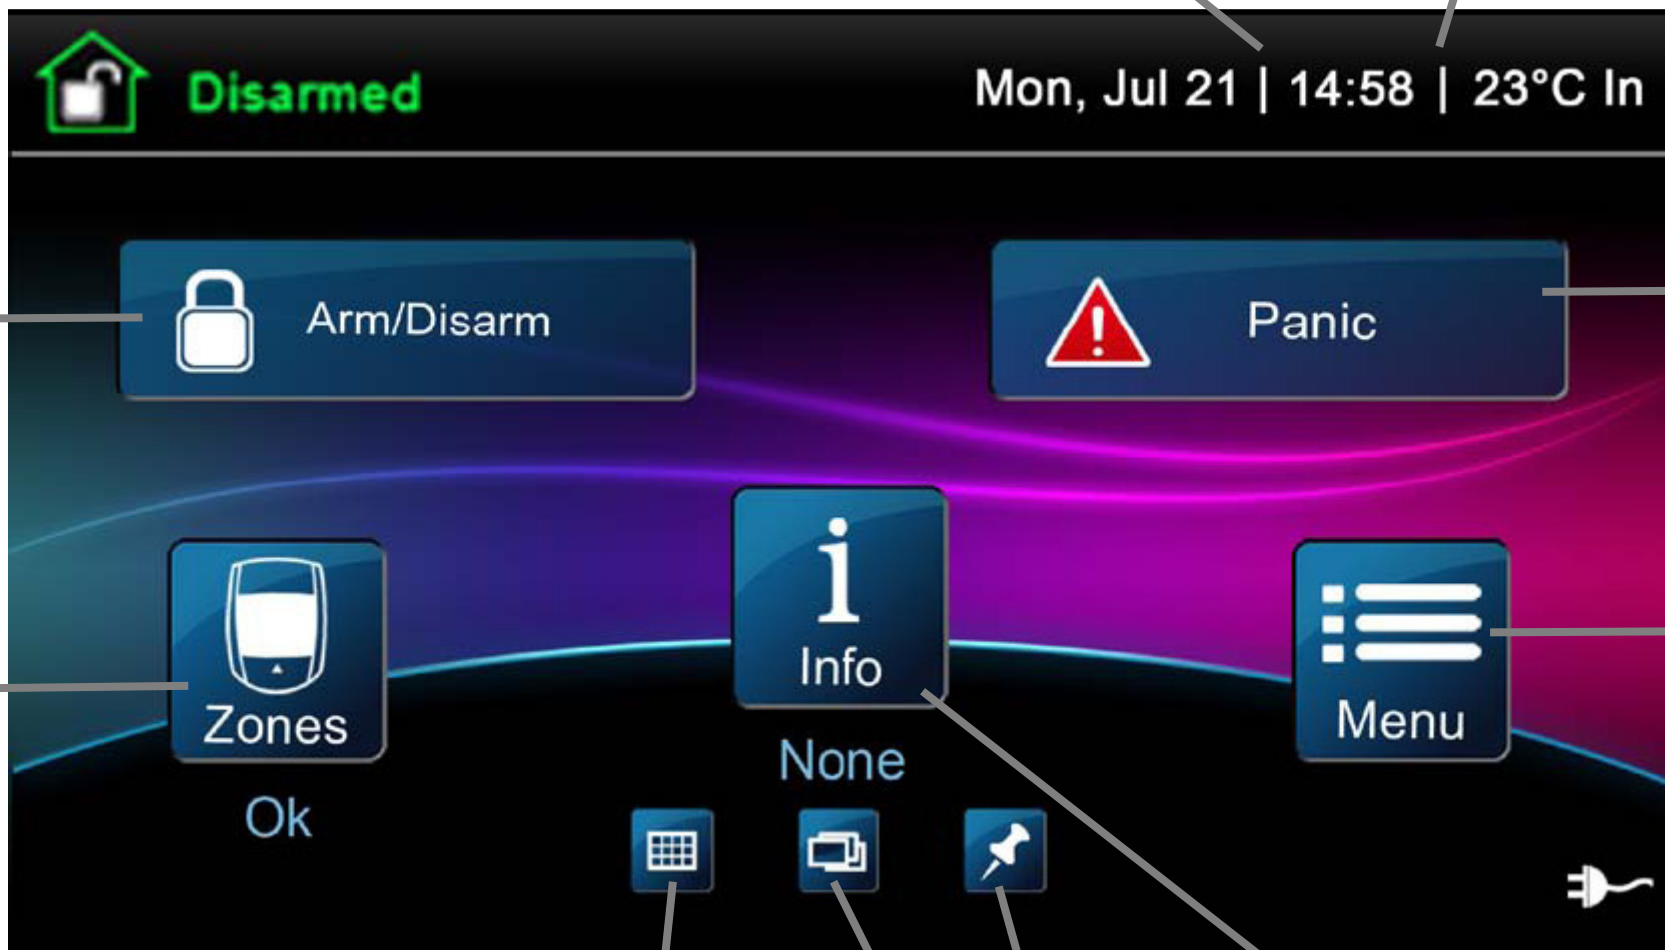 Disarmed
Mon, Jul 21 | 14:58 | 23°C In
Arm/Disarm
Panic
Zones
Info
Menu
Ok
None